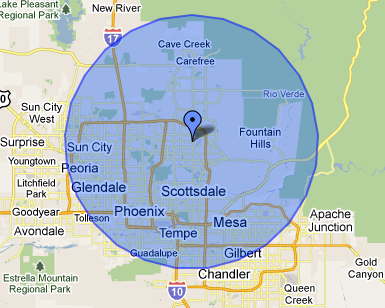 Lake Pleasant
Regional Park
New River
17
Cave Creek
Carefree
Rio Verde
Sun City
West
Fountain
Hills
Surprise
Sun City
Youngtown
Peoria
Litchfield
Park
Glendale
Scottsdale
Goodyear
Tolleson
Phoenix
Mesa
Apache
Junction
Avondale
Tempe
Guadalupe
Gilbert
Gold
Canyon
Estrella Mountain
Regional Park
Chandler
10
Queen
Creek